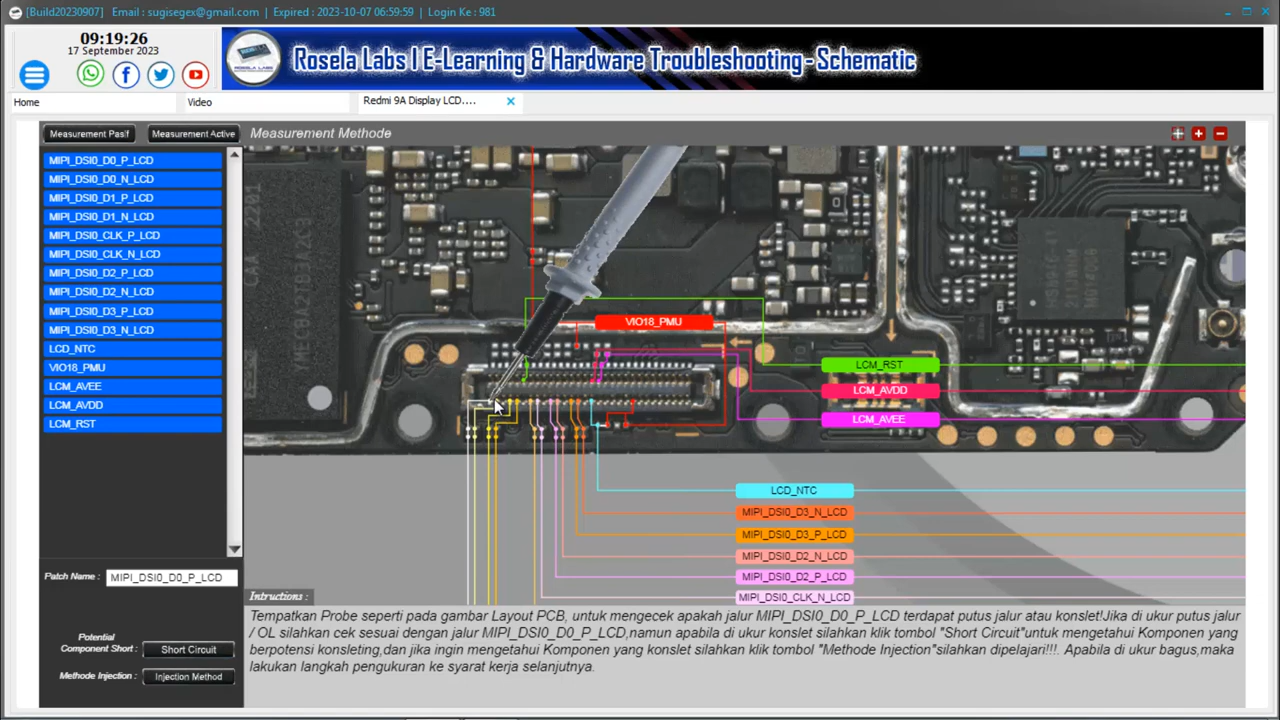 [Build20230907] Email : sugisegex@gmail.com | Expired : 2023-10-07 06:59:59 | Login Ke : 981
09:19:26
17 September 2023
Rosela Labs | E-Learning & Hardware Troubleshooting - Schematic
Home
Video
Redmi 9A Display LCD....
Measurement Pasif
Measurement Active
Measurement Methode
MIPI_DSI0_D0_P_LCD
MIPI_DSI0_D0_N_LCD
MIPI_DSI0_D1_P_LCD
MIPI_DSI0_D1_N_LCD
MIPI_DSI0_CLK_P_LCD
MIPI_DSI0_CLK_N_LCD
MIPI_DSI0_D2_P_LCD
MIPI_DSI0_D2_N_LCD
MIPI_DSI0_D3_P_LCD
MIPI_DSI0_D3_N_LCD
LCD_NTC
VIO18_PMU
LCM_AVEE
LCM_AVDD
LCM_RST
VIO18_PMU
LCM_RST
LCM_AVDD
LCM_AVEE
LCD_NTC
MIPI_DSI0_D3_N_LCD
MIPI_DSI0_D3_P_LCD
MIPI_DSI0_D2_N_LCD
MIPI_DSI0_D2_P_LCD
MIPI_DSI0_CLK_N_LCD
Patch Name :
MIPI_DSI0_D0_P_LCD
Potential
Component Short :
Short Circuit
Methode Injection :
Injection Method
Intructions :
Tempatkan Probe seperti pada gambar Layout PCB, untuk mengecek apakah jalur MIPI_DSI0_D0_P_LCD terdapat putus jalur atau konslet!Jika di ukur putus jalur
/ OL silahkan cek sesuai dengan jalur MIPI_DSI0_D0_P_LCD,namun apabila di ukur konslet silahkan klik tombol "Short Circuit"untuk mengetahui Komponen yang
berpotensi konsleting,dan jika ingin mengetahui Komponen yang konslet silahkan klik tombol "Methode Injection"silahkan dipelajari!!!. Apabila di ukur bagus,maka
lakukan langkah pengukuran ke syarat kerja selanjutnya.